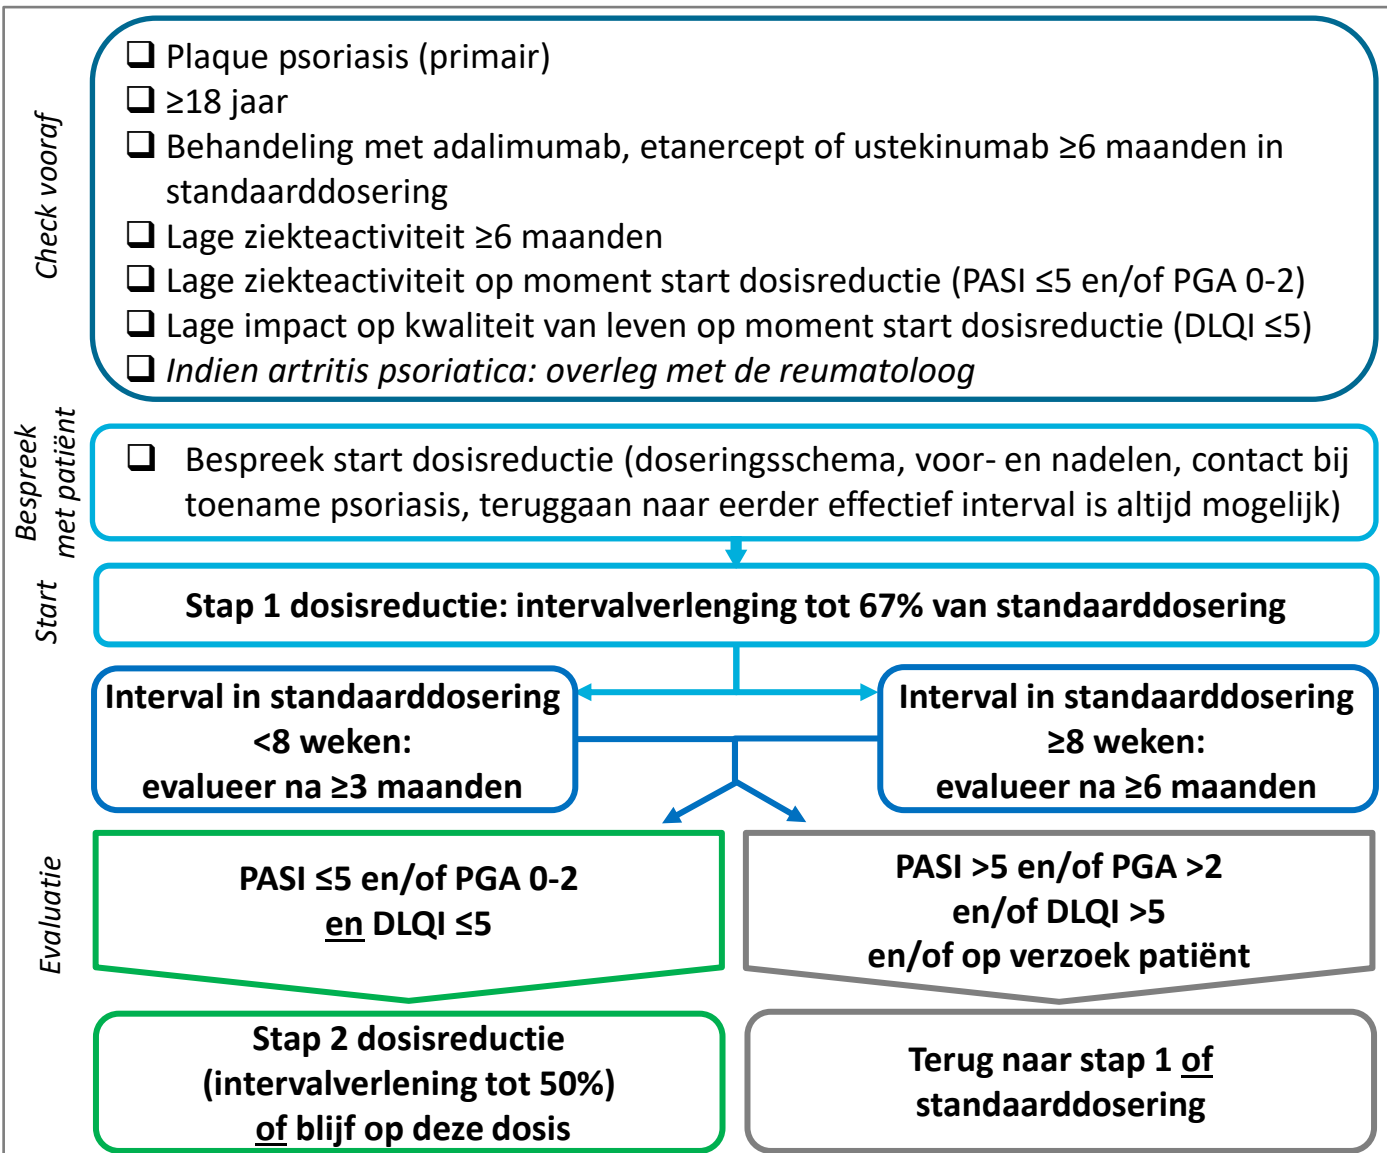 Check vooraf
❑ Plaque psoriasis (primair)
❑ ≥18 jaar
❑ Behandeling met adalimumab, etanercept of ustekinumab ≥6 maanden in
standaarddosering
❑ Lage ziekteactiviteit ≥6 maanden
❑ Lage ziekteactiviteit op moment start dosisreductie (PASI ≤5 en/of PGA 0-2)
❑ Lage impact op kwaliteit van leven op moment start dosisreductie (DLQI ≤5)
❑ Indien artritis psoriatica: overleg met de reumatoloog
Bespreek
met patiënt
❑ Bespreek start dosisreductie (doseringsschema, voor- en nadelen, contact bij
toename psoriasis, teruggaan naar eerder effectief interval is altijd mogelijk)
Start
Stap 1 dosisreductie: intervalverlenging tot 67% van standaarddosering
Interval in standaarddosering
<8 weken:
evalueer na ≥3 maanden
Interval in standaarddosering
≥8 weken:
evalueer na ≥6 maanden
Evaluatie
PASI ≤5 en/of PGA 0-2
en DLQI ≤5
PASI >5 en/of PGA >2
en/of DLQI >5
en/of op verzoek patiënt
Stap 2 dosisreductie
(intervalverlening tot 50%)
of blijf op deze dosis
Terug naar stap 1 of
standaarddosering